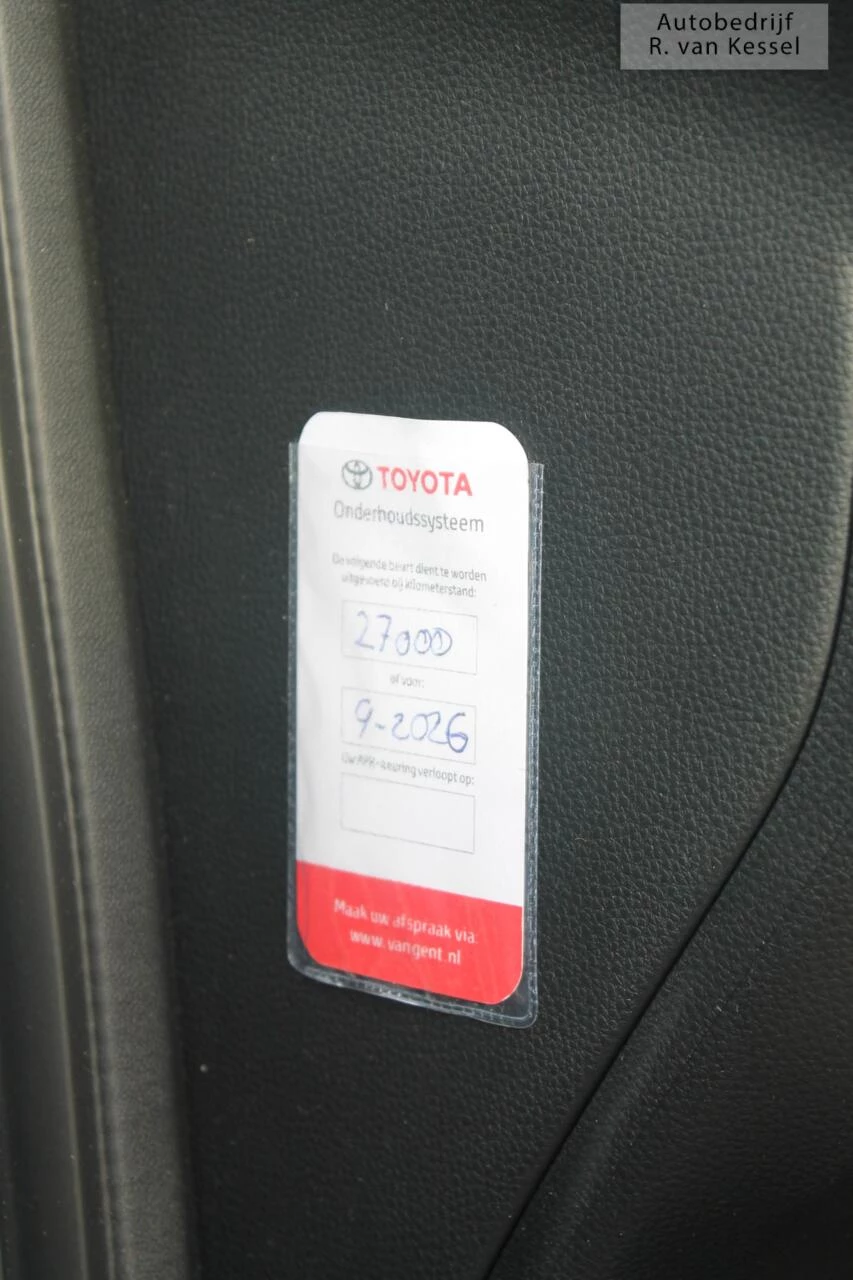 Autobedrijf
R. van Kessel
TOYOTA
Onderhoudssysteem
De volgende beurt dient te worden
uitgevoerd bij kilometerstand:
27000
of voor:
9-2026
Uw APK-keuring verloopt op:
Maak uw afspraak via:
www.vangent.nl